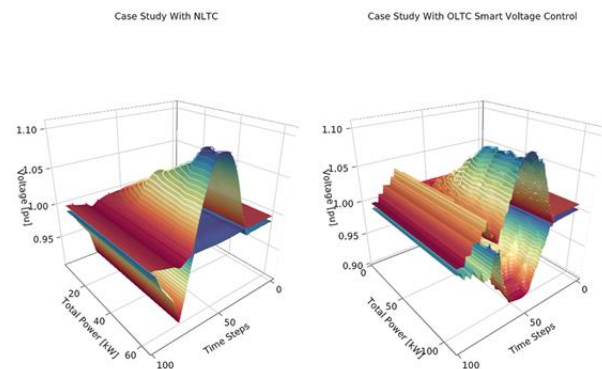 Case Study With NLTC
Case Study With OLTC Smart Voltage Control
1.10
1.05
1.00
0.95
Voltage [pu]
20
40
60
Total Power [kW]
0
50
100
Time Steps
1.10
1.05
1.00
0.95
0.90
Voltage [pu]
0
50
100
Total Power [kW]
0
50
100
Time Steps